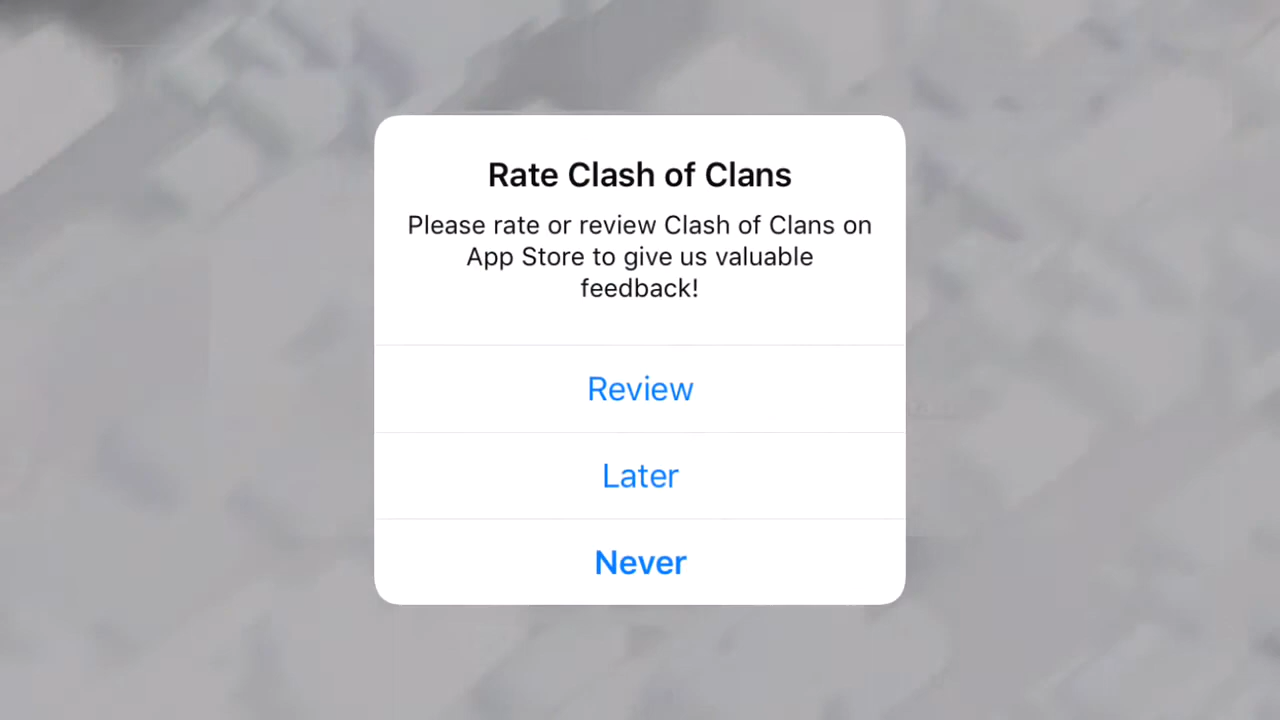 Rate Clash of Clans
Please rate or review Clash of Clans on
App Store to give us valuable
feedback!
Review
Later
Never